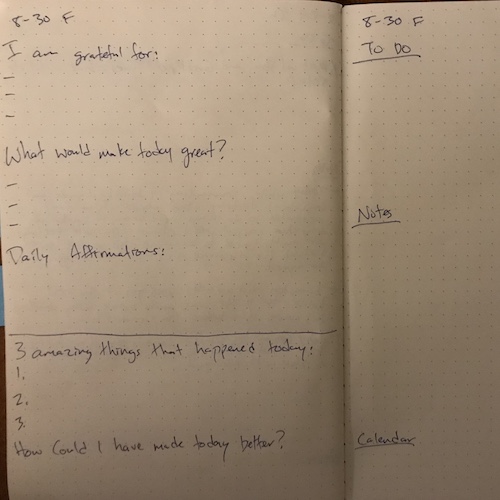 8-30 F
I am grateful for:
-
-
-
What would make today great?
-
-
-
Daily Affirmations:
3 amazing things that happened today:
1.
2.
3.
How Could I have made today better?
8-30 F
To Do
Notes
Calendar